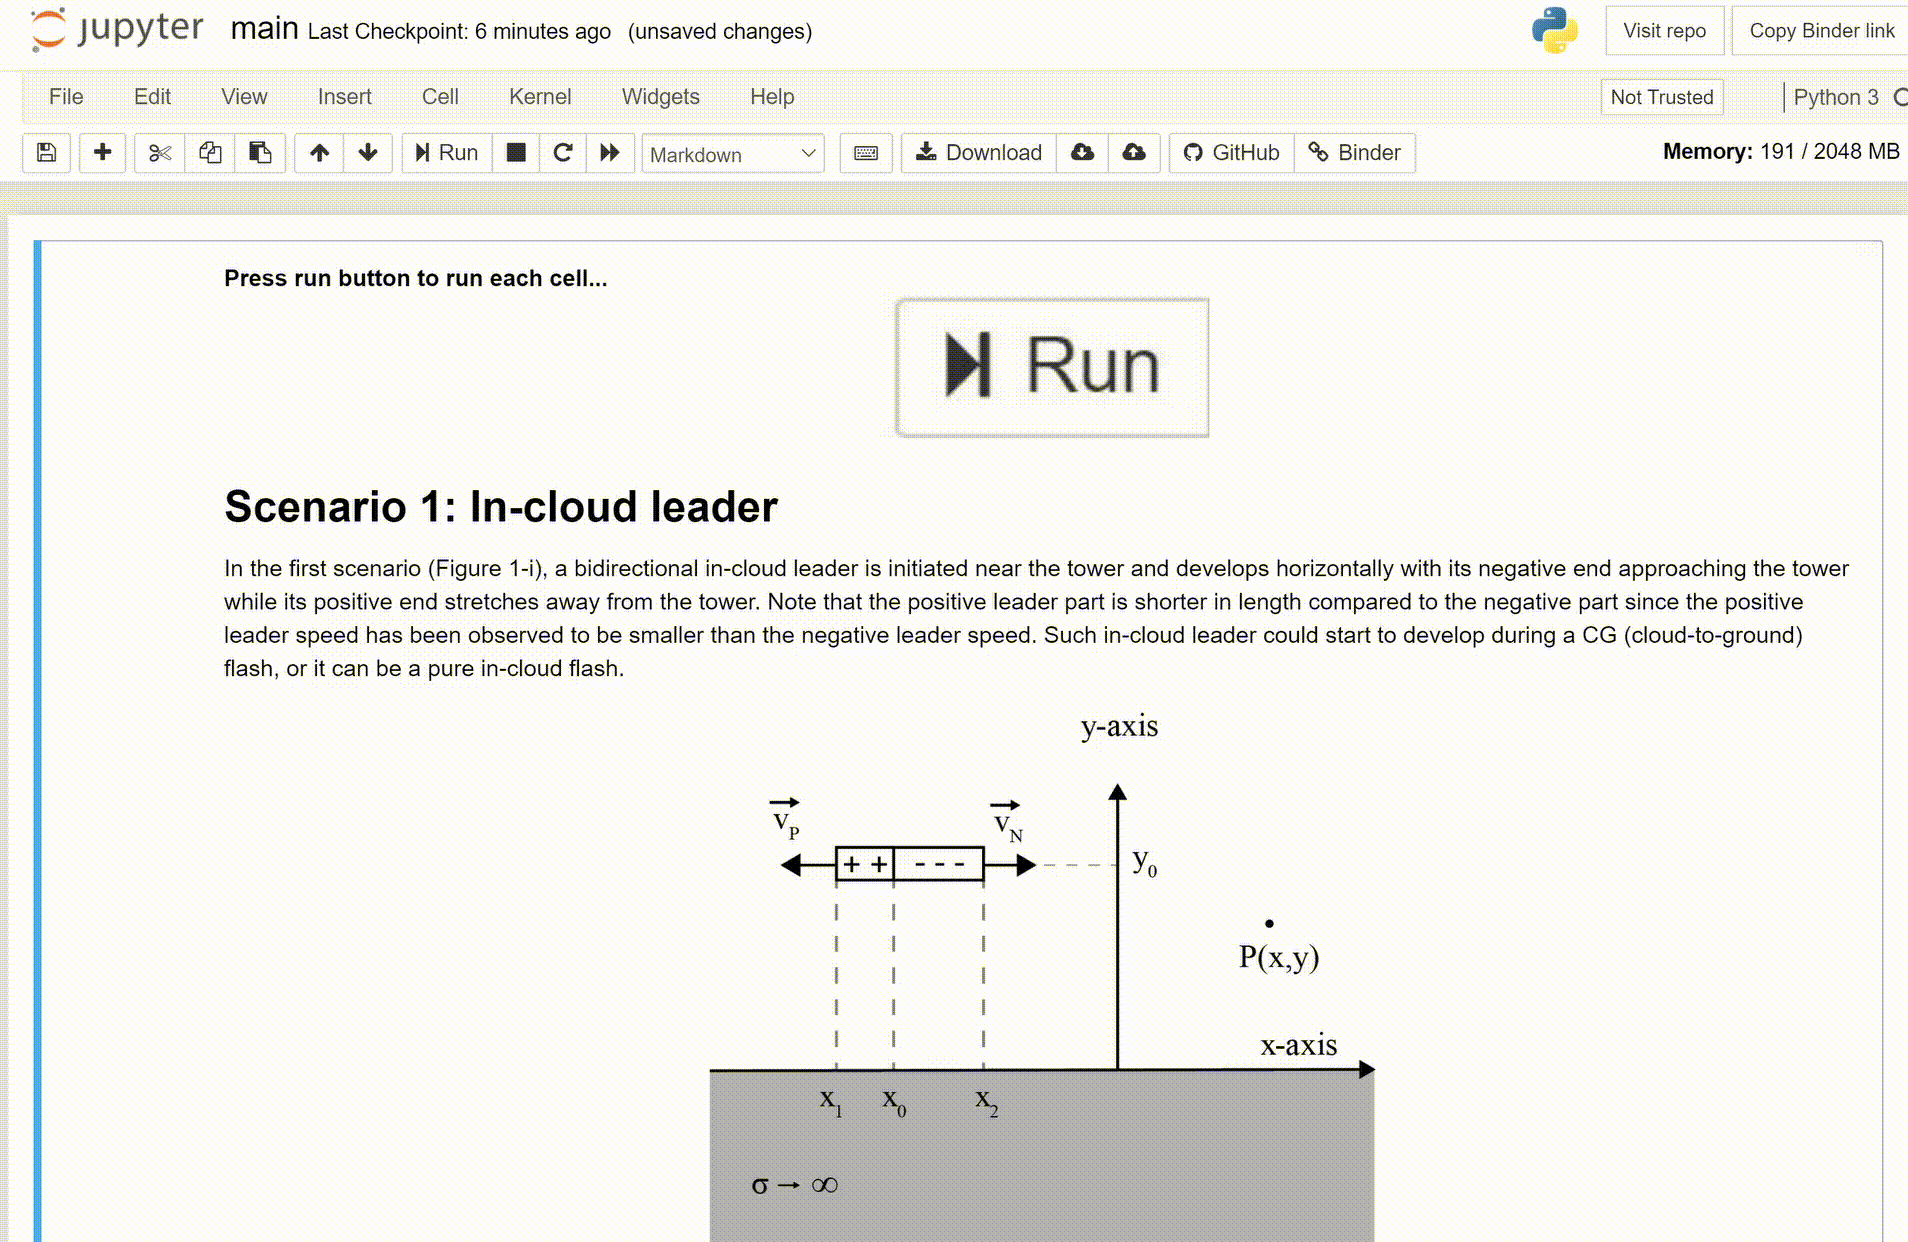 jupyter main Last Checkpoint: 6 minutes ago (unsaved changes) Visit repo Copy Binder link
File Edit View Insert Cell Kernel Widgets Help Not Trusted Python 3
Run Markdown Download GitHub Binder Memory: 191 / 2048 MB
Press run button to run each cell...
Run
Scenario 1: In-cloud leader
In the first scenario (Figure 1-i), a bidirectional in-cloud leader is initiated near the tower and develops horizontally with its negative end approaching the tower
while its positive end stretches away from the tower. Note that the positive leader part is shorter in length compared to the negative part since the positive
leader speed has been observed to be smaller than the negative leader speed. Such in-cloud leader could start to develop during a CG (cloud-to-ground)
flash, or it can be a pure in-cloud flash.
y-axis
v_P v_N
+ + - - - y_0
P(x,y)
x-axis
x_1 x_0 x_2
σ → ∞